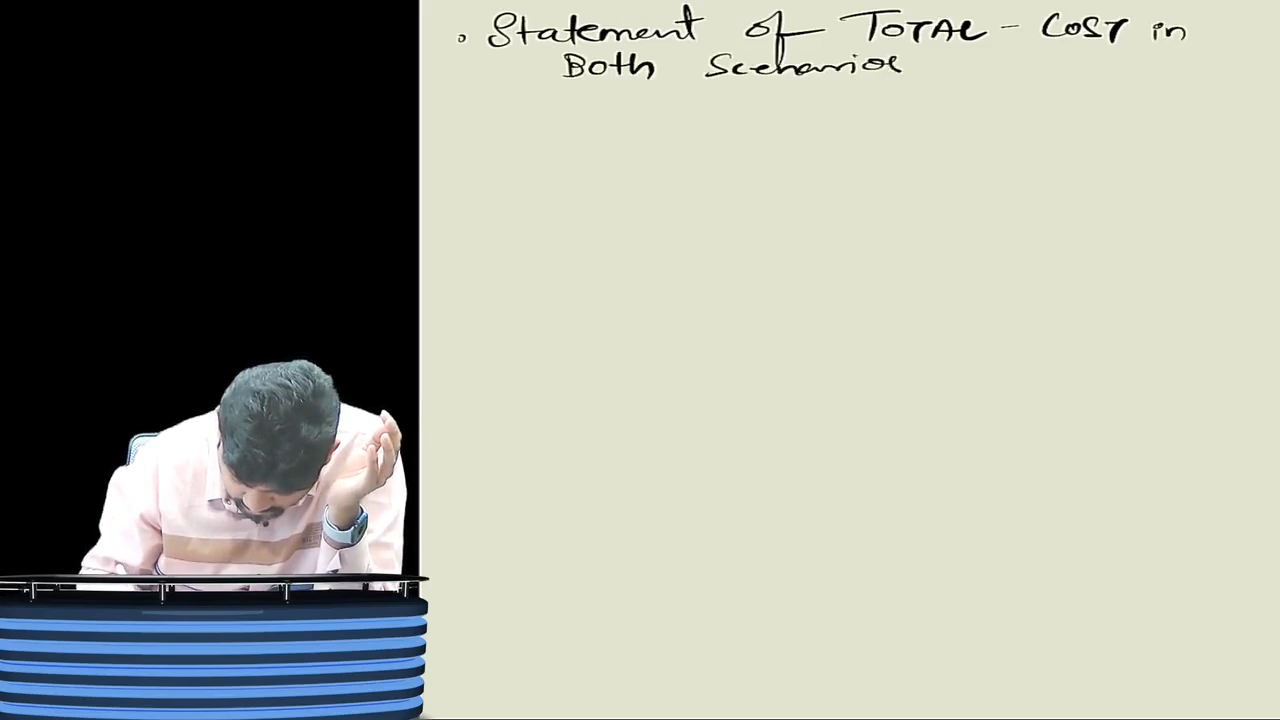 . Statement of TOTAL - COST in
Both Scenarios